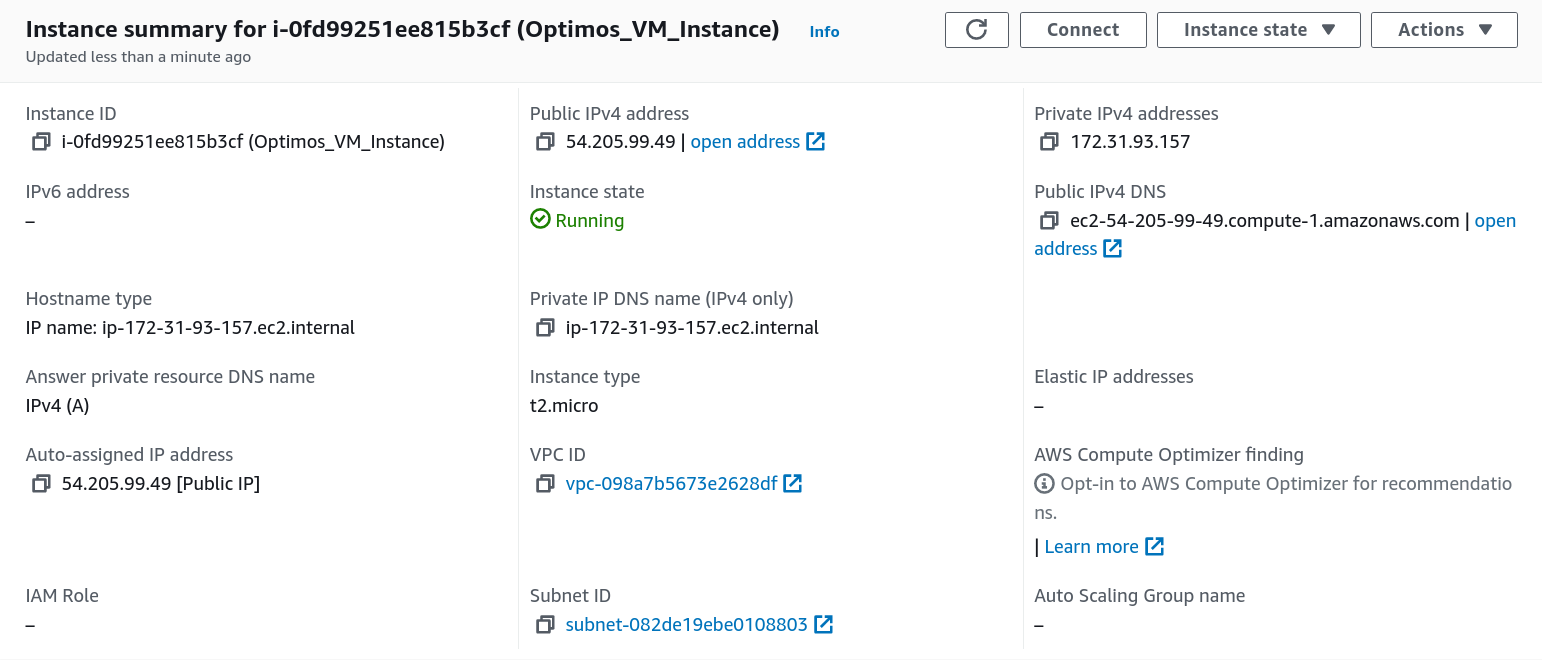 Instance summary for i-0fd99251ee815b3cf (Optimos_VM_Instance) Info
Updated less than a minute ago
Connect
Instance state
Actions
Instance ID
i-0fd99251ee815b3cf (Optimos_VM_Instance)
Public IPv4 address
54.205.99.49 | open address
Private IPv4 addresses
172.31.93.157
IPv6 address
–
Instance state
Running
Public IPv4 DNS
ec2-54-205-99-49.compute-1.amazonaws.com | open
address
Hostname type
IP name: ip-172-31-93-157.ec2.internal
Private IP DNS name (IPv4 only)
ip-172-31-93-157.ec2.internal
Answer private resource DNS name
IPv4 (A)
Instance type
t2.micro
Elastic IP addresses
–
Auto-assigned IP address
54.205.99.49 [Public IP]
VPC ID
vpc-098a7b5673e2628df
AWS Compute Optimizer finding
Opt-in to AWS Compute Optimizer for recommendatio
ns.
| Learn more
IAM Role
–
Subnet ID
subnet-082de19ebe0108803
Auto Scaling Group name
–